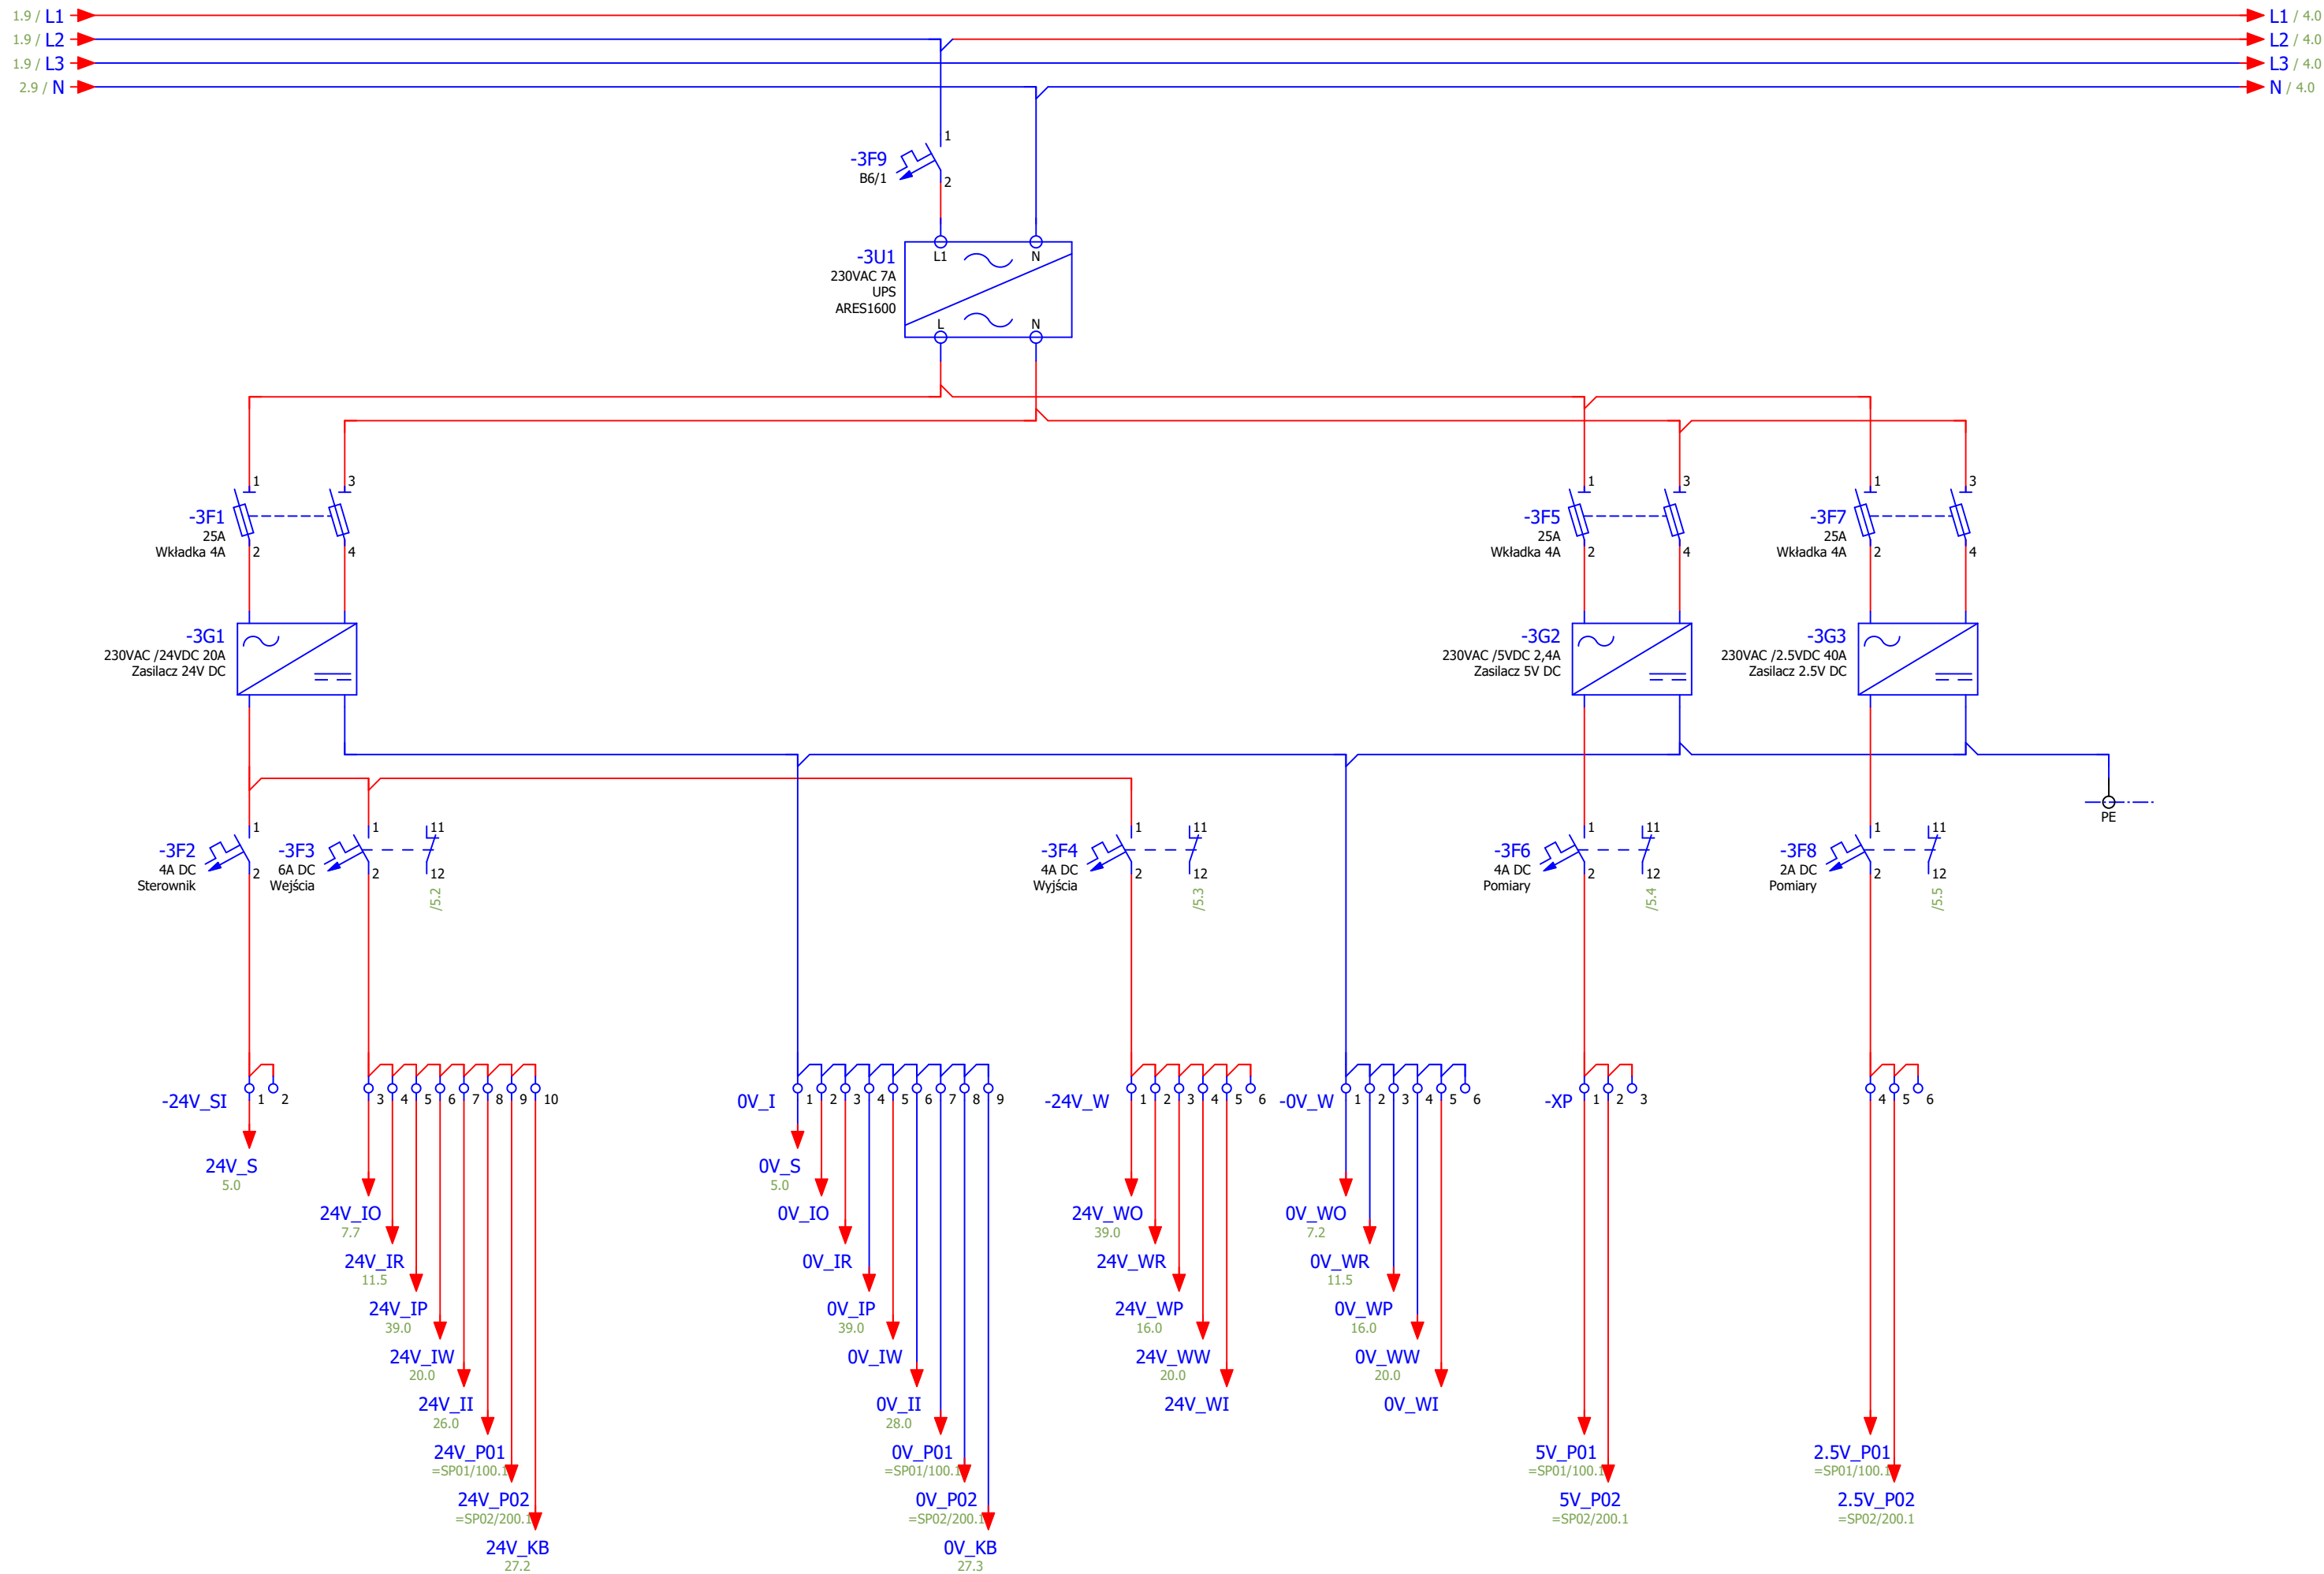 1.9 / L1
L1 / 4.0
1.9 / L2
L2 / 4.0
1.9 / L3
L3 / 4.0
2.9 / N
N / 4.0
1
-3F9
B6/1
2
-3U1
230VAC 7A
UPS
ARES1600
L1
N
L
N
1
3
-3F1
25A
Wkładka 4A
2
4
1
3
-3F5
25A
Wkładka 4A
2
4
1
3
-3F7
25A
Wkładka 4A
2
4
-3G1
230VAC /24VDC 20A
Zasilacz 24V DC
-3G2
230VAC /5VDC 2,4A
Zasilacz 5V DC
-3G3
230VAC /2.5VDC 40A
Zasilacz 2.5V DC
PE
1
-3F2
4A DC
Sterownik
2
1
11
-3F3
6A DC
Wejścia
2
12
/5.2
1
11
-3F4
4A DC
Wyjścia
2
12
/5.3
1
11
-3F6
4A DC
Pomiary
2
12
/5.4
1
11
-3F8
2A DC
Pomiary
2
12
/5.5
-24V_SI
1
2
3
4
5
6
7
8
9
10
0V_I
1
2
3
4
5
6
7
8
9
-24V_W
1
2
3
4
5
6
-0V_W
1
2
3
4
5
6
-XP
1
2
3
4
5
6
24V_S
5.0
24V_IO
7.7
24V_IR
11.5
24V_IP
39.0
24V_IW
20.0
24V_II
26.0
24V_P01
=SP01/100.1
24V_P02
=SP02/200.1
24V_KB
27.2
0V_S
5.0
0V_IO
0V_IR
0V_IP
39.0
0V_IW
0V_II
28.0
0V_P01
=SP01/100.1
0V_P02
=SP02/200.1
0V_KB
27.3
24V_WO
39.0
24V_WR
24V_WP
16.0
24V_WW
20.0
24V_WI
0V_WO
7.2
0V_WR
11.5
0V_WP
16.0
0V_WW
20.0
0V_WI
5V_P01
=SP01/100.1
5V_P02
=SP02/200.1
2.5V_P01
=SP01/100.1
2.5V_P02
=SP02/200.1